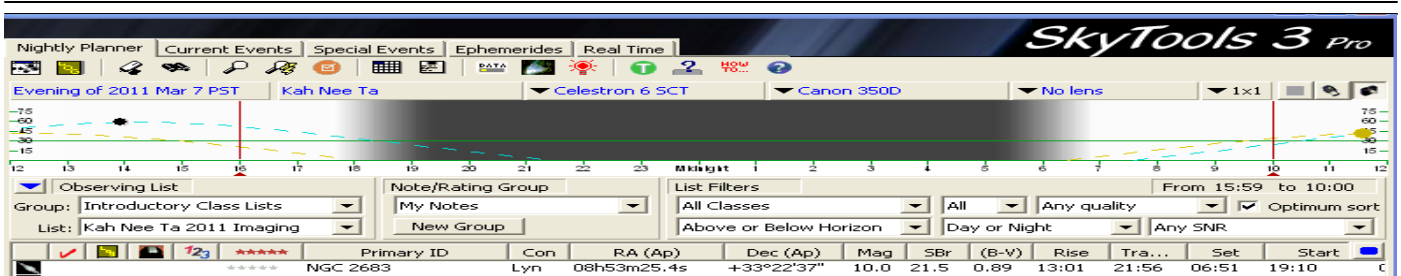 SkyTools 3 Pro
Nightly Planner Current Events Special Events Ephemerides Real Time
DATA T 2 HOW TO... ?
Evening of 2011 Mar 7 PST Kah Nee Ta Celestron 6 SCT Canon 350D No lens 1x1
75 75
60 60
45 45
30 30
15 15
12 13 14 15 16 17 18 19 20 21 22 23 Midnight 1 2 3 4 5 6 7 8 9 10 11 12
Observing List Note/Rating Group List Filters From 15:59 to 10:00
Group: Introductory Class Lists My Notes All Classes All Any quality Optimum sort
List: Kah Nee Ta 2011 Imaging New Group Above or Below Horizon Day or Night Any SNR
123 ***** Primary ID Con RA (Ap) Dec (Ap) Mag SBr (B-V) Rise Tra... Set Start
***** NGC 2683 Lyn 08h53m25.4s +33°22'37" 10.0 21.5 0.89 13:01 21:56 06:51 19:10